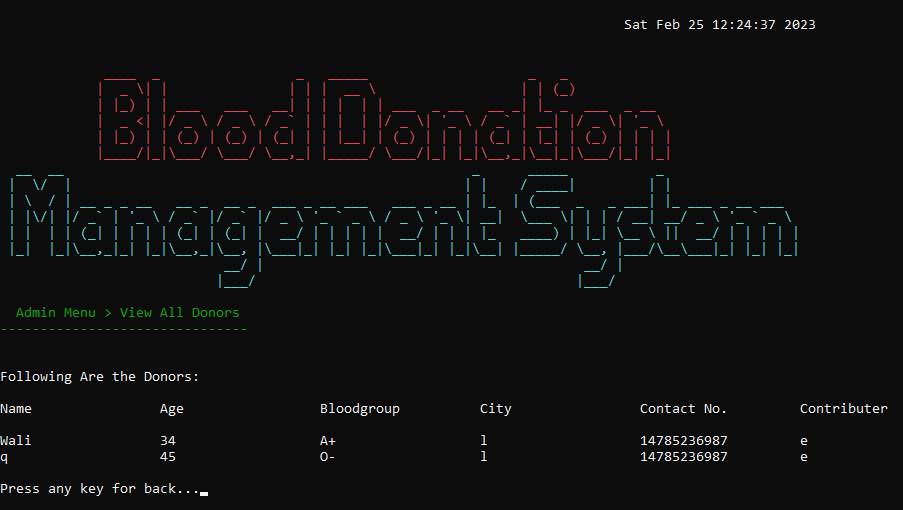 Sat Feb 25 12:24:37 2023
Blood Donation
Management System
Admin Menu > View All Donors
-------------------------------
Following Are the Donors:
Name Age Bloodgroup City Contact No. Contributer
Wali 34 A+ l 14785236987 e
q 45 O- l 14785236987 e
Press any key for back...